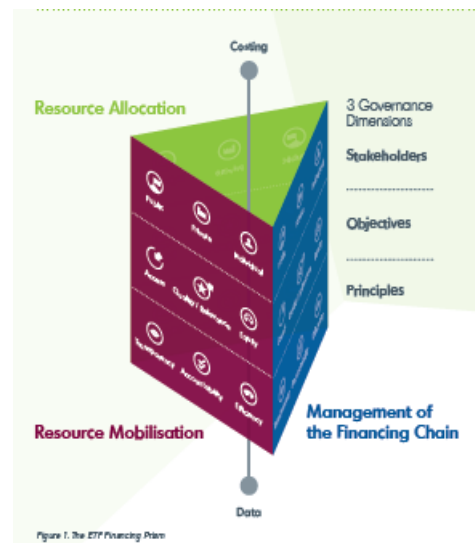 Costing
Resource Allocation
3 Governance
Dimensions
Stakeholders
Objectives
Principles
Public
Private
Individual
Access
Quality / Relevance
Equity
Transparency
Accountability
Efficiency
Resource Mobilisation
Management of
the Financing Chain
Data
Figure 1. The ETF Financing Prism